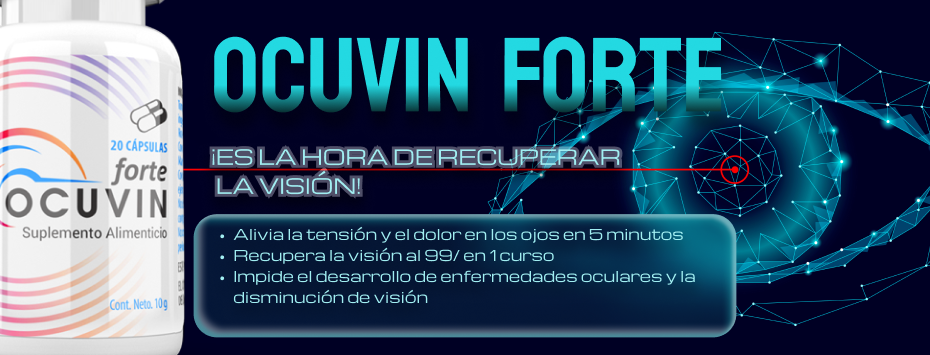 OCUVIN FORTE
¡ES LA HORA DE RECUPERAR
LA VISIÓN!
• Alivia la tensión y el dolor en los ojos en 5 minutos
• Recupera la visión al 99/ en 1 curso
• Impide el desarrollo de enfermedades oculares y la
disminución de visión
20 CÁPSULAS
forte
OCUVIN
Suplemento Alimenticio
Cont. Neto. 10g